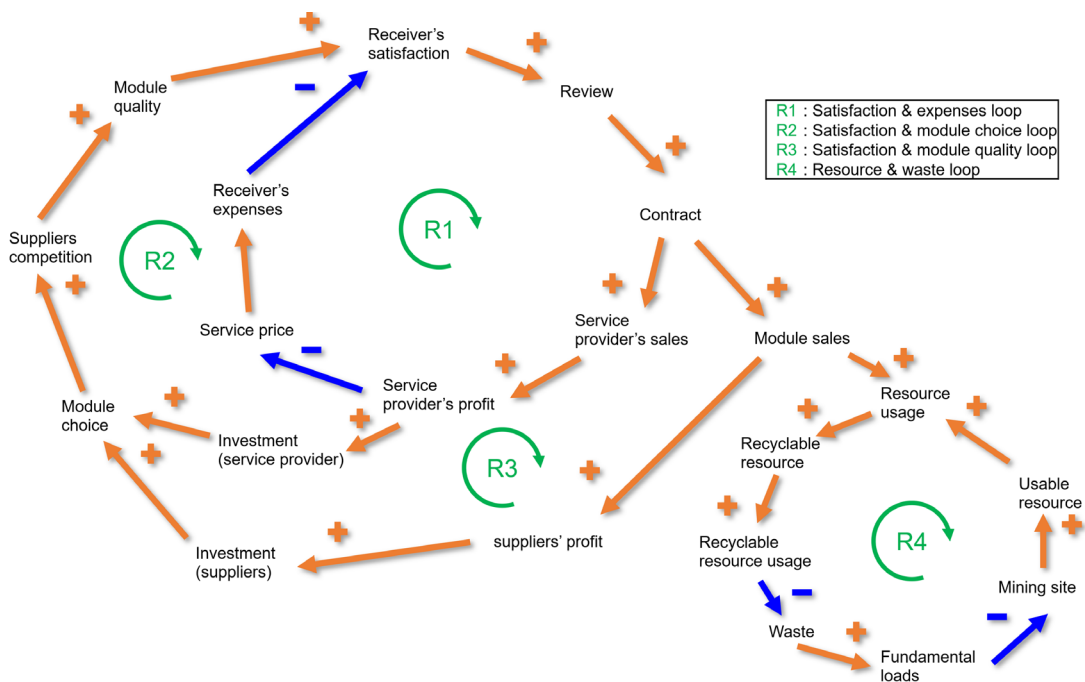 Receiver's
satisfaction
Review
Module
quality
R1 : Satisfaction & expenses loop
R2 : Satisfaction & module choice loop
R3 : Satisfaction & module quality loop
R4 : Resource & waste loop
Receiver's
expenses
Contract
Suppliers
competition
R2
R1
Service price
Service
provider's sales
Module sales
Module
choice
Service
provider's profit
Resource
usage
Investment
(service provider)
R3
Recyclable
resource
Usable
resource
Investment
(suppliers)
suppliers' profit
Recyclable
resource usage
R4
Mining site
Waste
Fundamental
loads